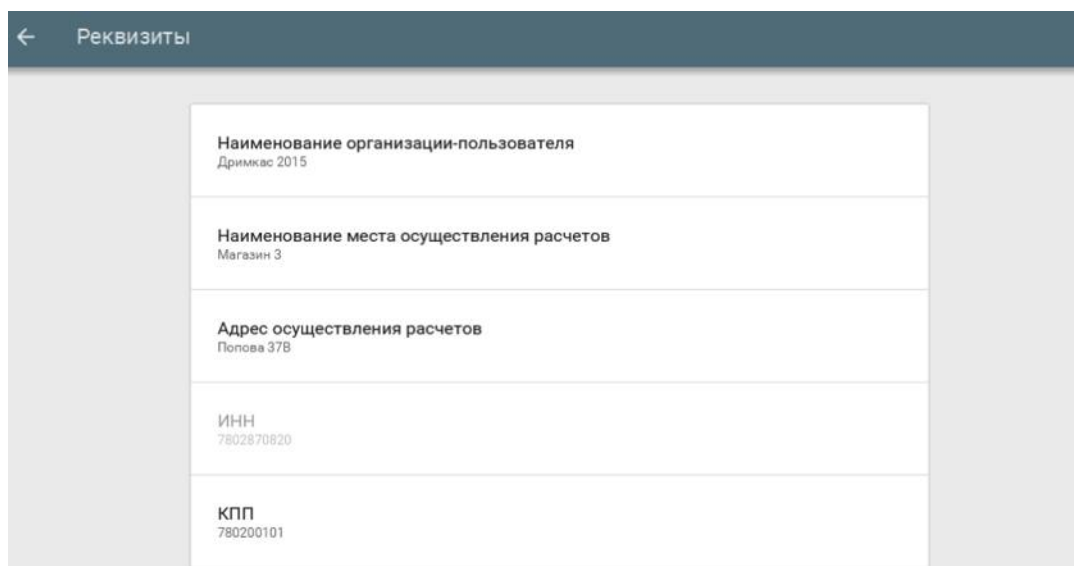 Реквизиты
Наименование организации-пользователя
Дримкас 2015
Наименование места осуществления расчетов
Магазин 3
Адрес осуществления расчетов
Попова 37В
ИНН
7802870820
КПП
780200101